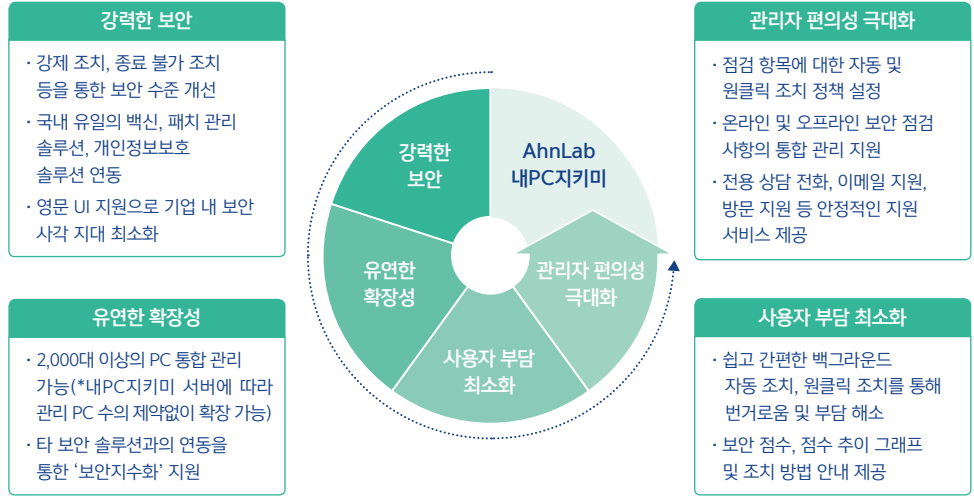 강력한 보안
· 강제 조치, 종료 불가 조치
등을 통한 보안 수준 개선
· 국내 유일의 백신, 패치 관리
솔루션, 개인정보보호
솔루션 연동
· 영문 UI 지원으로 기업 내 보안
사각 지대 최소화
유연한 확장성
· 2,000대 이상의 PC 통합 관리
가능(*내PC지키미 서버에 따라
관리 PC 수의 제약없이 확장 가능)
· 타 보안 솔루션과의 연동을
통한 ‘보안지수화’ 지원
강력한
보안
AhnLab
내PC지키미
유연한
확장성
관리자 편의성
극대화
사용자 부담
최소화
관리자 편의성 극대화
· 점검 항목에 대한 자동 및
원클릭 조치 정책 설정
· 온라인 및 오프라인 보안 점검
사항의 통합 관리 지원
· 전용 상담 전화, 이메일 지원,
방문 지원 등 안정적인 지원
서비스 제공
사용자 부담 최소화
· 쉽고 간편한 백그라운드
자동 조치, 원클릭 조치를 통해
번거로움 및 부담 해소
· 보안 점수, 점수 추이 그래프
및 조치 방법 안내 제공